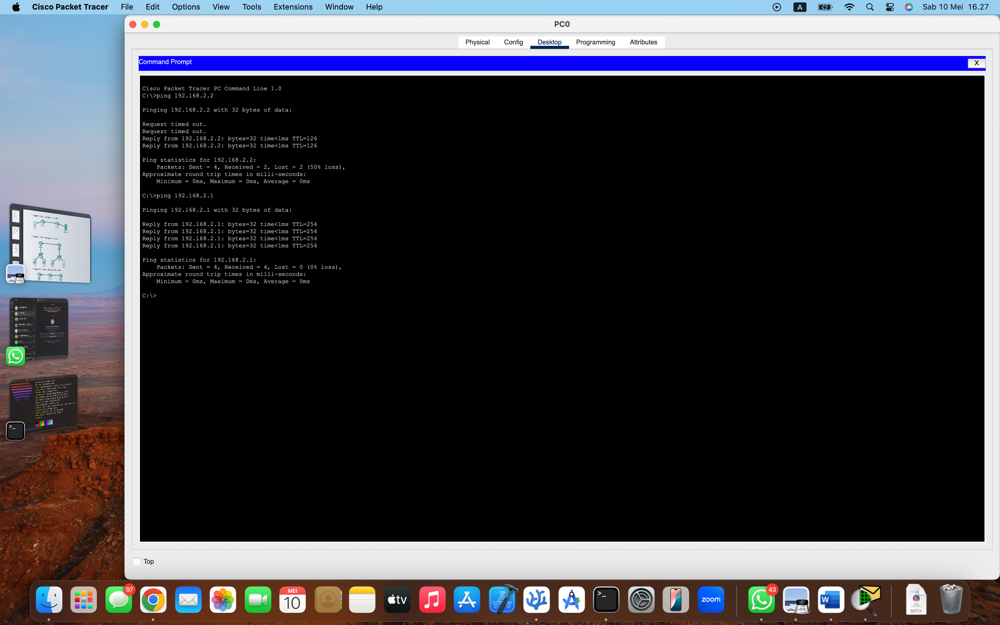 Cisco Packet Tracer File Edit Options View Tools Extensions Window Help A Sab 10 Mei 16.27
PC0
Physical Config Desktop Programming Attributes
Command Prompt X
Cisco Packet Tracer PC Command Line 1.0
C:\>ping 192.168.2.2
Pinging 192.168.2.2 with 32 bytes of data:
Request timed out.
Request timed out.
Reply from 192.168.2.2: bytes=32 time<1ms TTL=126
Reply from 192.168.2.2: bytes=32 time<1ms TTL=126
Ping statistics for 192.168.2.2:
Packets: Sent = 4, Received = 2, Lost = 2 (50% loss),
Approximate round trip times in milli-seconds:
Minimum = 0ms, Maximum = 0ms, Average = 0ms
C:\>ping 192.168.2.1
Pinging 192.168.2.1 with 32 bytes of data:
Reply from 192.168.2.1: bytes=32 time<1ms TTL=254
Reply from 192.168.2.1: bytes=32 time<1ms TTL=254
Reply from 192.168.2.1: bytes=32 time<1ms TTL=254
Reply from 192.168.2.1: bytes=32 time<1ms TTL=254
Ping statistics for 192.168.2.1:
Packets: Sent = 4, Received = 4, Lost = 0 (0% loss),
Approximate round trip times in milli-seconds:
Minimum = 0ms, Maximum = 0ms, Average = 0ms
C:\>
Top
97
MEI
10
tv
>_
zoom
43
W
DOCX